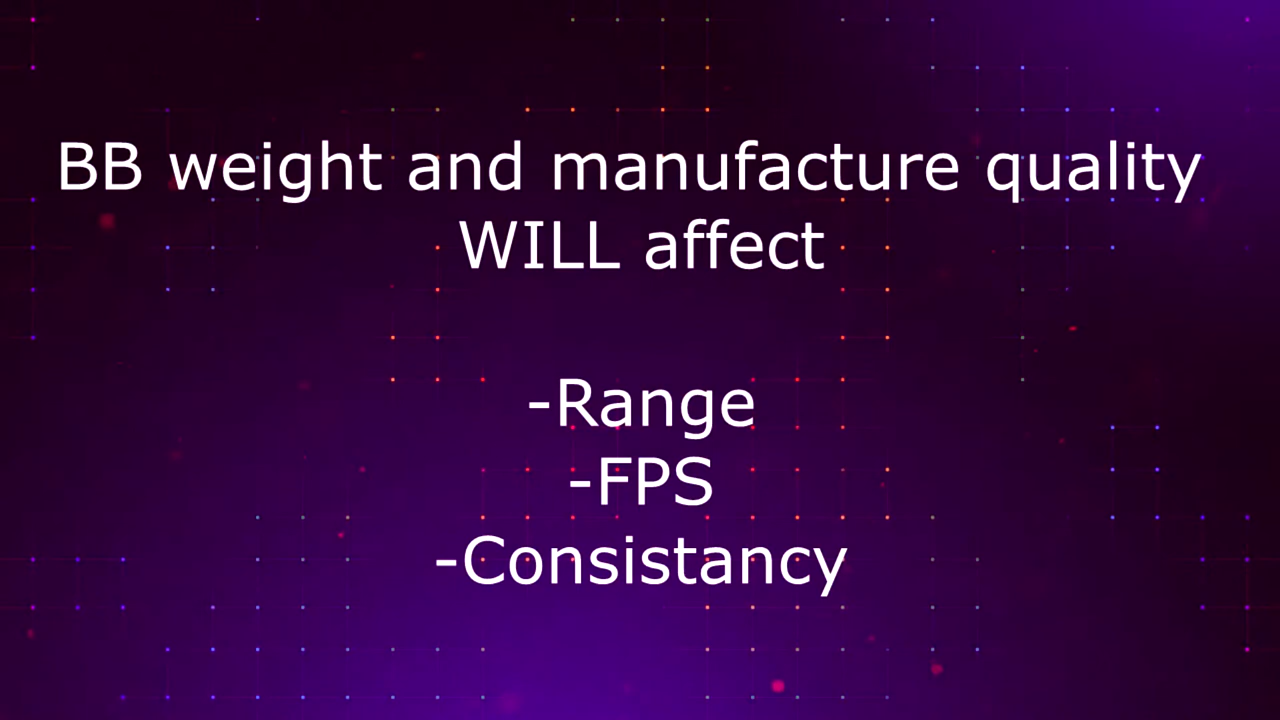 BB weight and manufacture quality
WILL affect
-Range
-FPS
-Consistancy